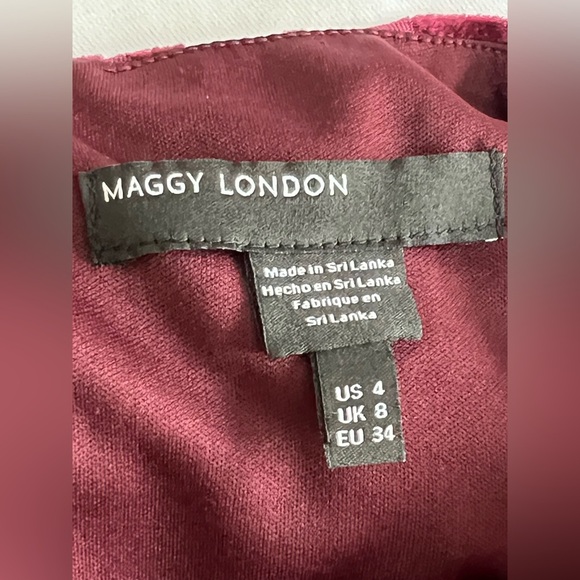 MAGGY LONDON
Made in Sri Lanka
Hecho en Sri Lanka
Fabrique en
Sri Lanka
US 4
UK 8
EU 34